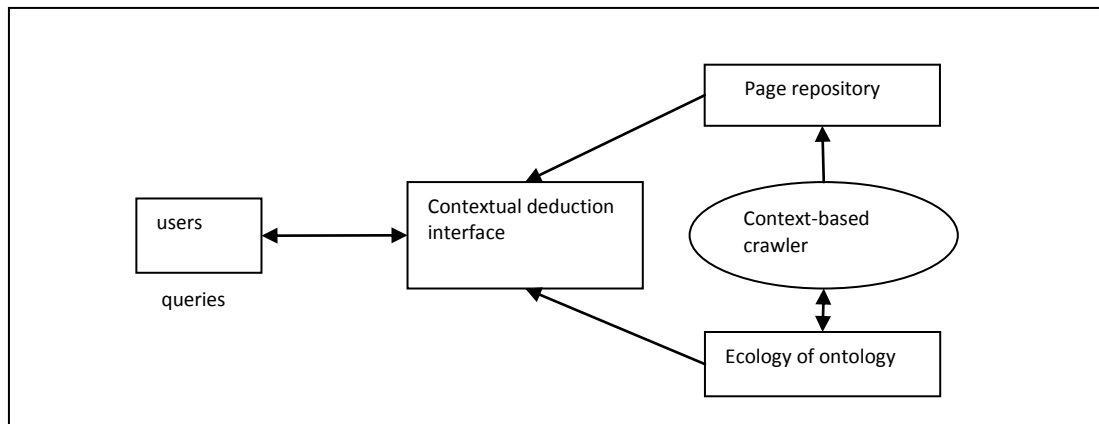 Page repository
users
queries
Contextual deduction
interface
Context-based
crawler
Ecology of ontology